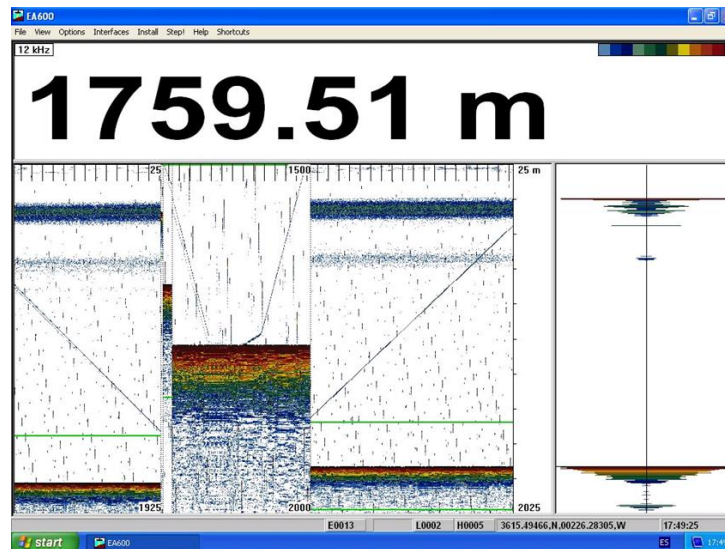 EA600
File View Options Interfaces Install Step! Help Shortcuts
12 kHz
1759.51 m
25 1500 25 m
1925 2000 2025
E0013 L0002 H0005 3615.49466,N,00226.28305,W 17:49:25
start EA600 ES